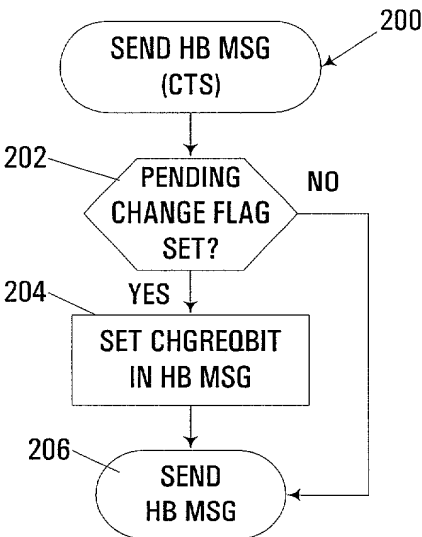 200
SEND HB MSG
(CTS)
202
PENDING
CHANGE FLAG
SET?
NO
YES
204
SET CHGREQBIT
IN HB MSG
206
SEND
HB MSG